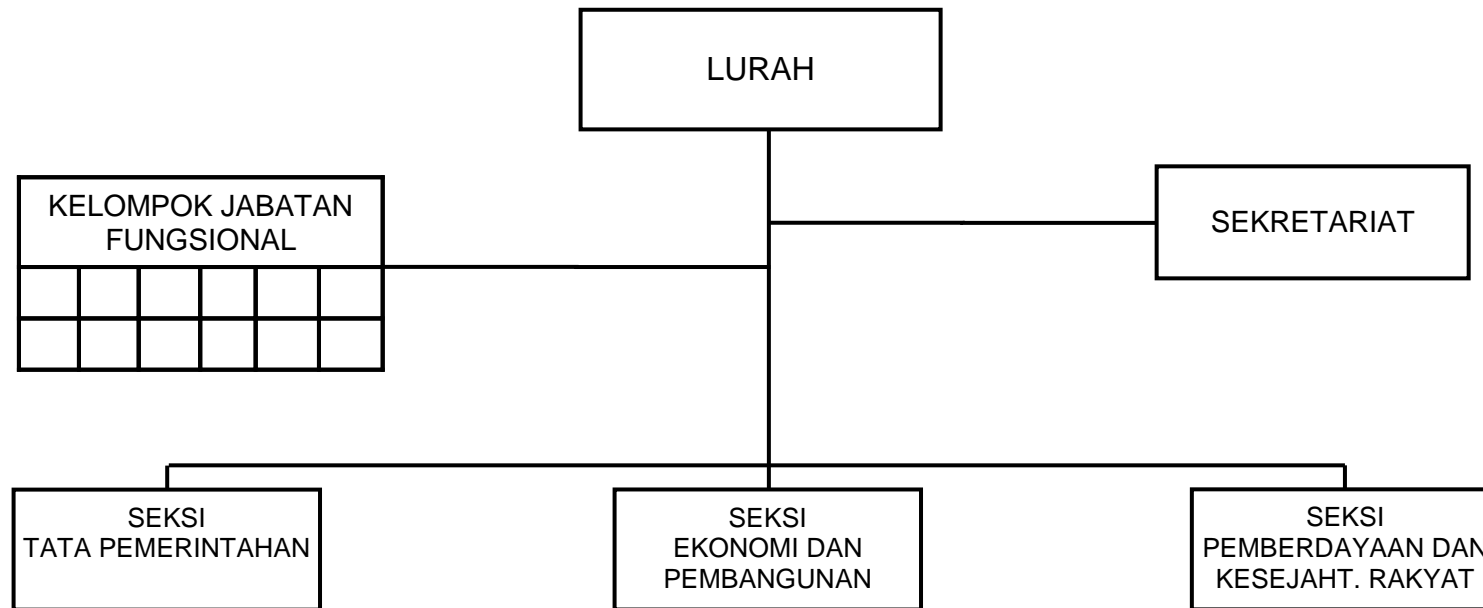 LURAH
KELOMPOK JABATAN
FUNGSIONAL
SEKRETARIAT
SEKSI
TATA PEMERINTAHAN
SEKSI
EKONOMI DAN
PEMBANGUNAN
SEKSI
PEMBERDAYAAN DAN
KESEJAHT. RAKYAT